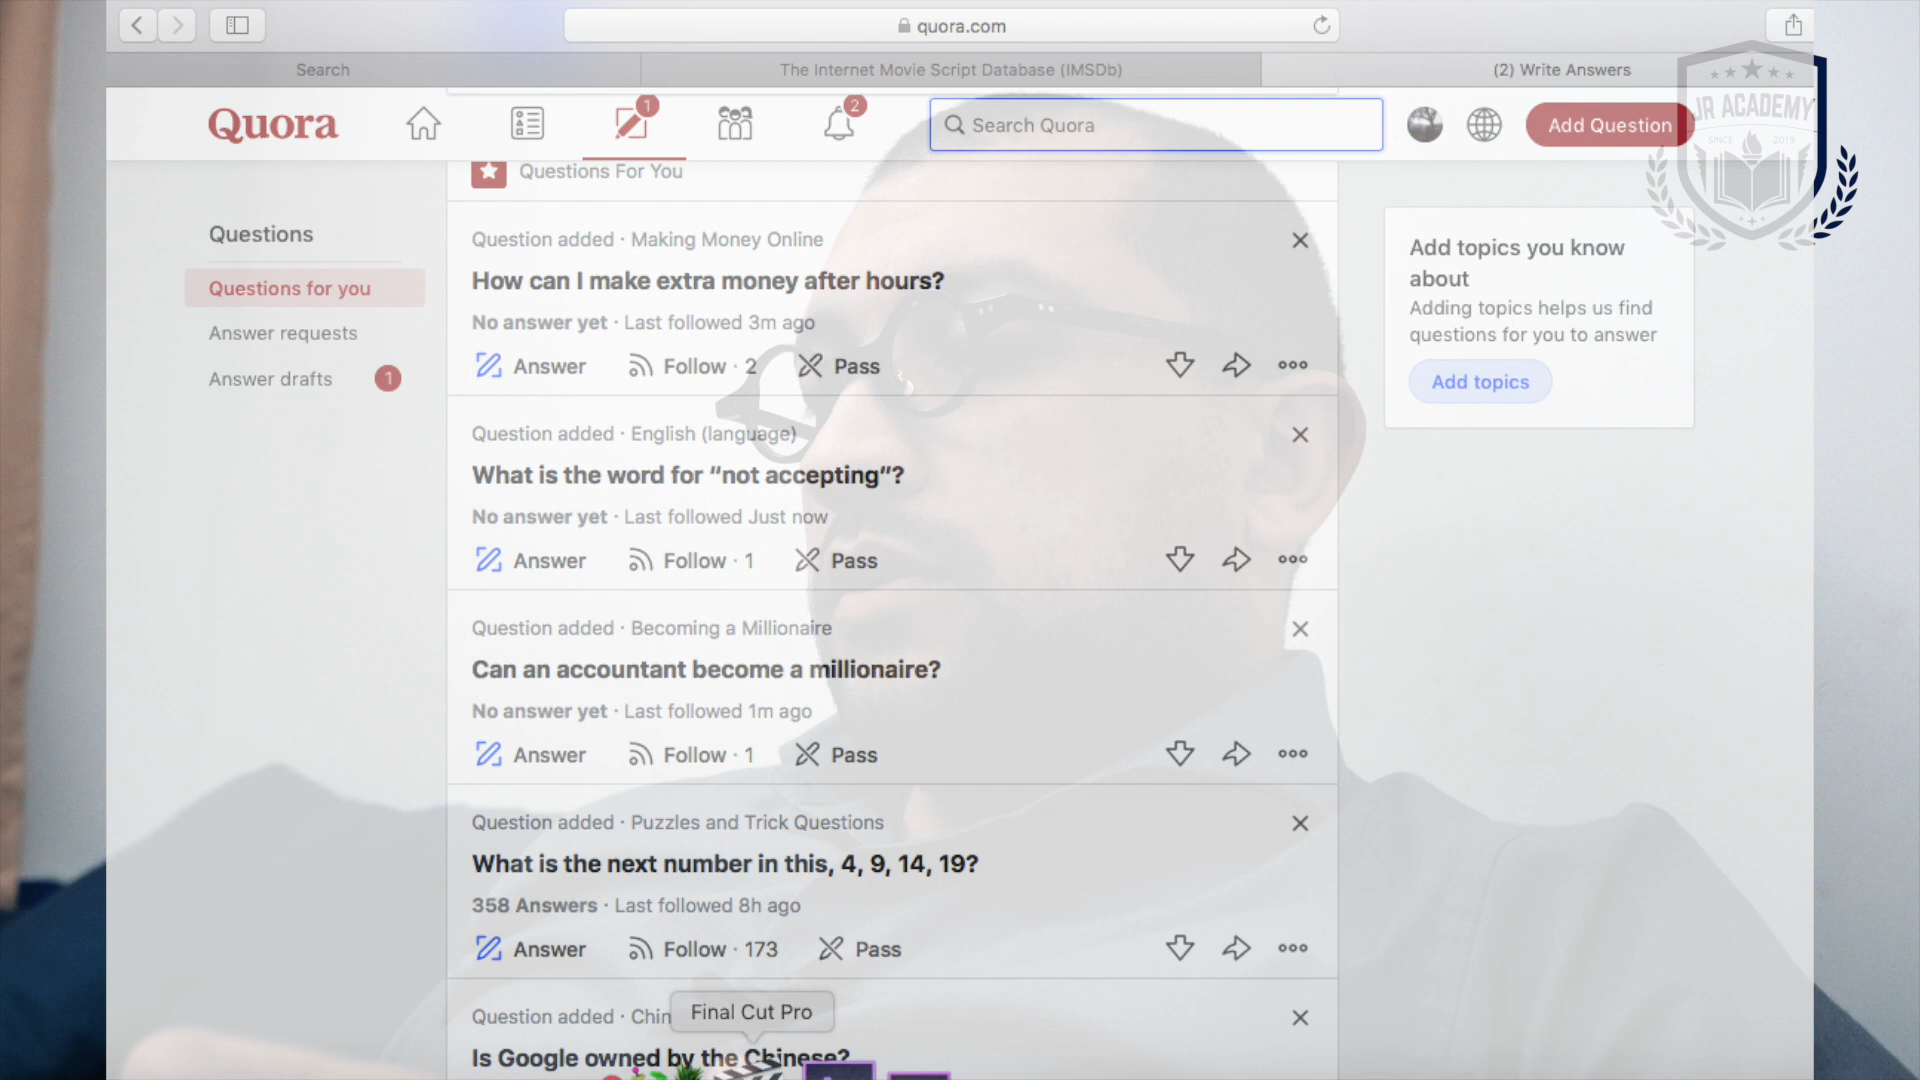 quora.com
Search
The Internet Movie Script Database (IMSDb)
(2) Write Answers
Quora
1
2
Search Quora
Add Question
JR ACADEMY
SINCE 2019
Questions For You
Questions
Questions for you
Answer requests
Answer drafts 1
Question added · Making Money Online
How can I make extra money after hours?
No answer yet · Last followed 3m ago
Answer Follow · 2 Pass
Question added · English (language)
What is the word for “not accepting”?
No answer yet · Last followed Just now
Answer Follow · 1 Pass
Question added · Becoming a Millionaire
Can an accountant become a millionaire?
No answer yet · Last followed 1m ago
Answer Follow · 1 Pass
Question added · Puzzles and Trick Questions
What is the next number in this, 4, 9, 14, 19?
358 Answers · Last followed 8h ago
Answer Follow · 173 Pass
Question added ·
Final Cut Pro
Is Google owned by the Chinese?
Add topics you know
about
Adding topics helps us find
questions for you to answer
Add topics